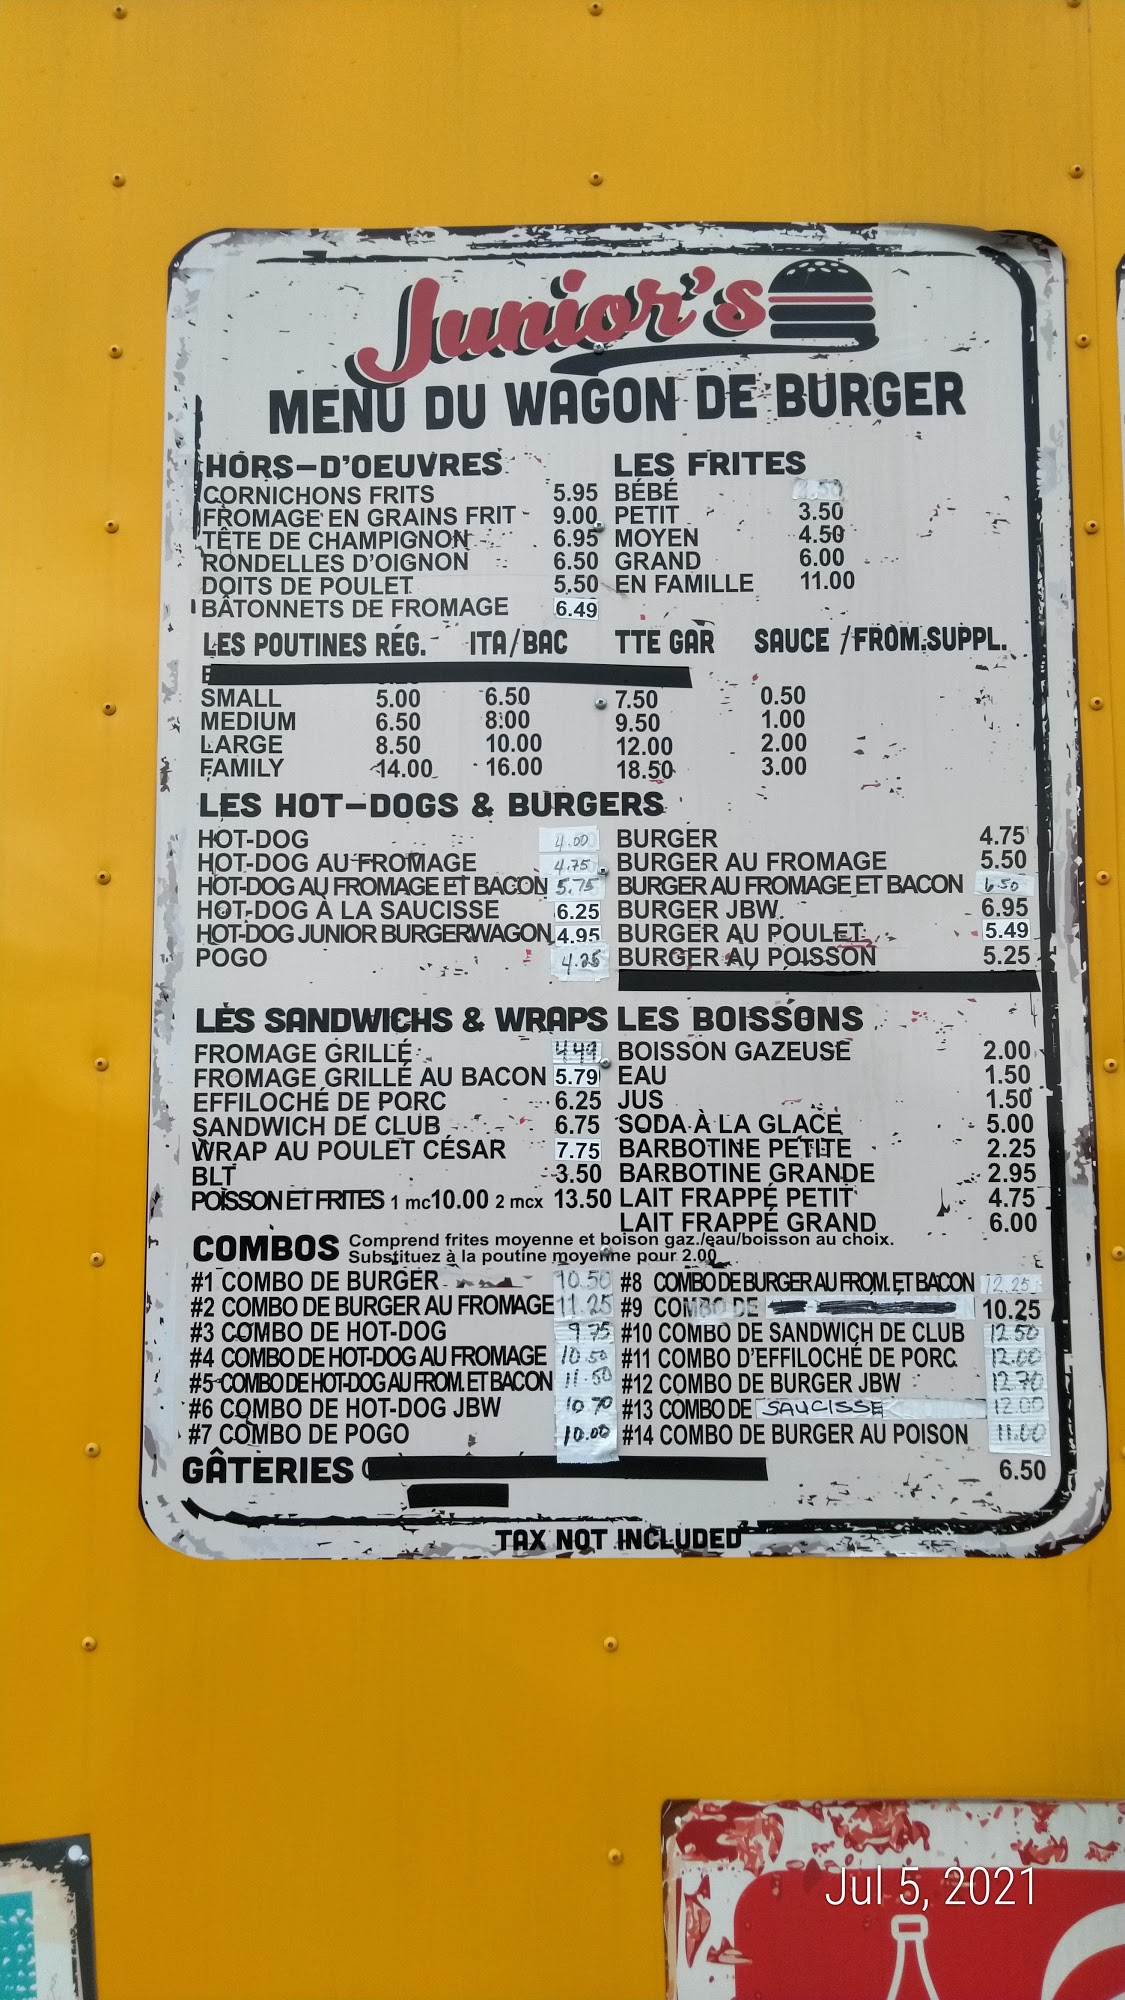 Junior's
MENU DU WAGON DE BURGER
HORS-D'OEUVRES
CORNICHONS FRITS 5.95
FROMAGE EN GRAINS FRIT 9.00
TÊTE DE CHAMPIGNON 6.95
RONDELLES D'OIGNON 6.50
DOITS DE POULET 5.50
BÂTONNETS DE FROMAGE 6.49
LES FRITES
BÉBÉ
PETIT 3.50
MOYEN 4.50
GRAND 6.00
EN FAMILLE 11.00
LES POUTINES RÉG. ITA/BAC TTE GAR SAUCE /FROM.SUPPL.
SMALL 5.00 6.50 7.50 0.50
MEDIUM 6.50 8:00 9.50 1.00
LARGE 8.50 10.00 12.00 2.00
FAMILY 14.00 16.00 18.50 3.00
LES HOT-DOGS & BURGERS
HOT-DOG 4.00
HOT-DOG AU FROMAGE 4.75
HOT-DOG AU FROMAGE ET BACON 5.75
HOT-DOG À LA SAUCISSE 6.25
HOT-DOG JUNIOR BURGERWAGON 4.95
POGO 4.25
BURGER 4.75
BURGER AU FROMAGE 5.50
BURGER AU FROMAGE ET BACON 6.50
BURGER JBW 6.95
BURGER AU POULET 5.49
BURGER AU POISSON 5.25
LES SANDWICHS & WRAPS
FROMAGE GRILLÉ 4.49
FROMAGE GRILLÉ AU BACON 5.79
EFFILOCHÉ DE PORC 6.25
SANDWICH DE CLUB 6.75
WRAP AU POULET CÉSAR 7.75
BLT 3.50
POISSON ET FRITES 1 mc 10.00 2 mcx 13.50
LES BOISSONS
BOISSON GAZEUSE 2.00
EAU 1.50
JUS 1.50
SODA À LA GLACE 5.00
BARBOTINE PETITE 2.25
BARBOTINE GRANDE 2.95
LAIT FRAPPÉ PETIT 4.75
LAIT FRAPPÉ GRAND 6.00
COMBOS Comprend frites moyenne et boison gaz./eau/boisson au choix.
Substituez à la poutine moyenne pour 2.00
#1 COMBO DE BURGER 10.50
#2 COMBO DE BURGER AU FROMAGE 11.25
#3 COMBO DE HOT-DOG 9.75
#4 COMBO DE HOT-DOG AU FROMAGE 10.50
#5 COMBO DE HOT-DOG AU FROM. ET BACON 11.50
#6 COMBO DE HOT-DOG JBW 10.70
#7 COMBO DE POGO 10.00
#8 COMBO DE BURGER AU FROM. ET BACON 12.25
#9 COMBO DE 10.25
#10 COMBO DE SANDWICH DE CLUB 12.50
#11 COMBO D'EFFILOCHÉ DE PORC 12.00
#12 COMBO DE BURGER JBW 12.70
#13 COMBO DE SAUCISSE 12.00
#14 COMBO DE BURGER AU POISON 11.00
GÂTERIES 6.50
TAX NOT INCLUDED
Jul 5, 2021